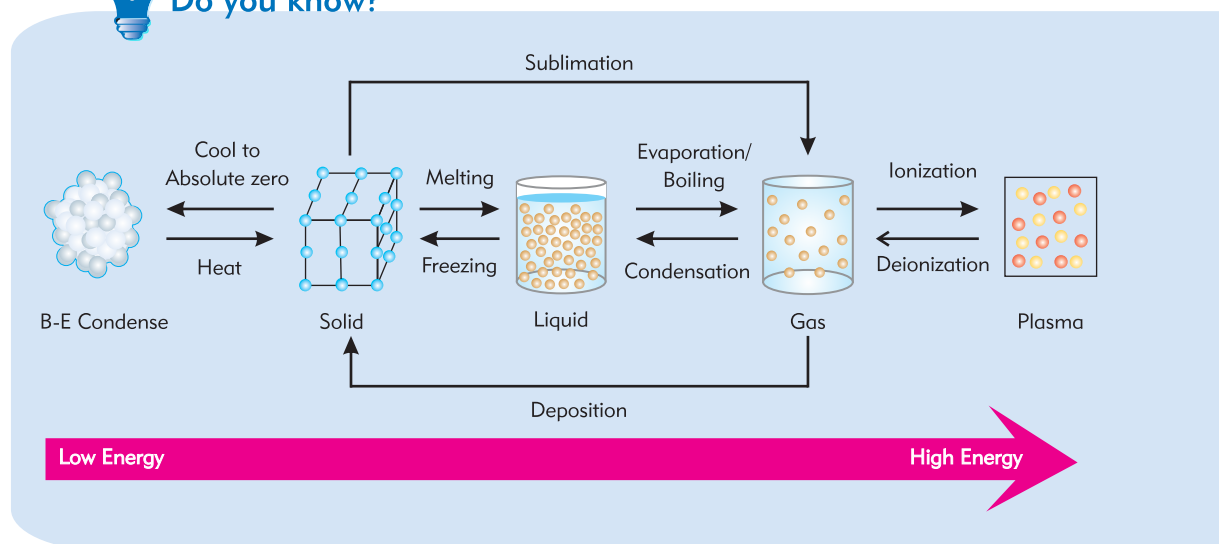 Do you know?
Sublimation
Cool to
Absolute zero
Melting
Evaporation/
Boiling
Ionization
Heat
Freezing
Condensation
Deionization
B-E Condense
Solid
Liquid
Gas
Plasma
Deposition
Low Energy
High Energy